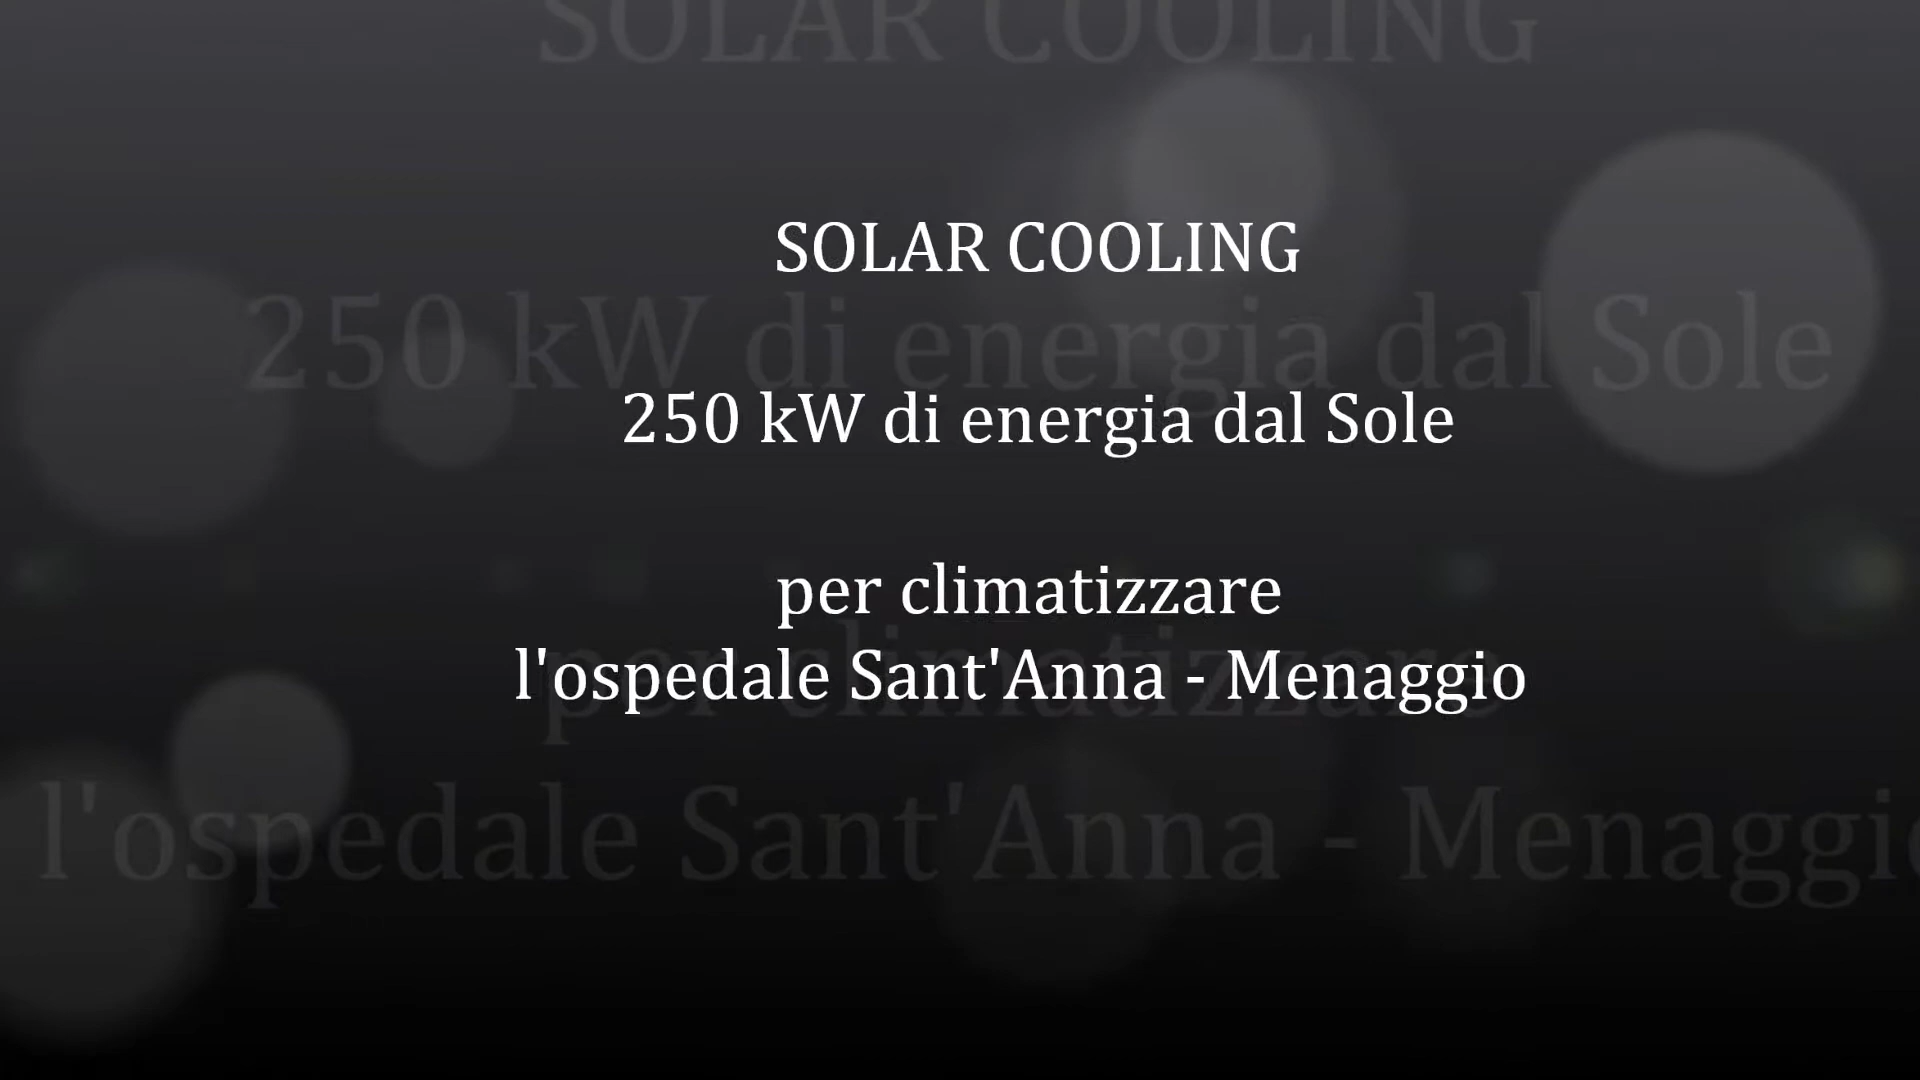 SOLAR COOLING
250 kW di energia dal Sole
per climatizzare
l'ospedale Sant'Anna - Menaggio